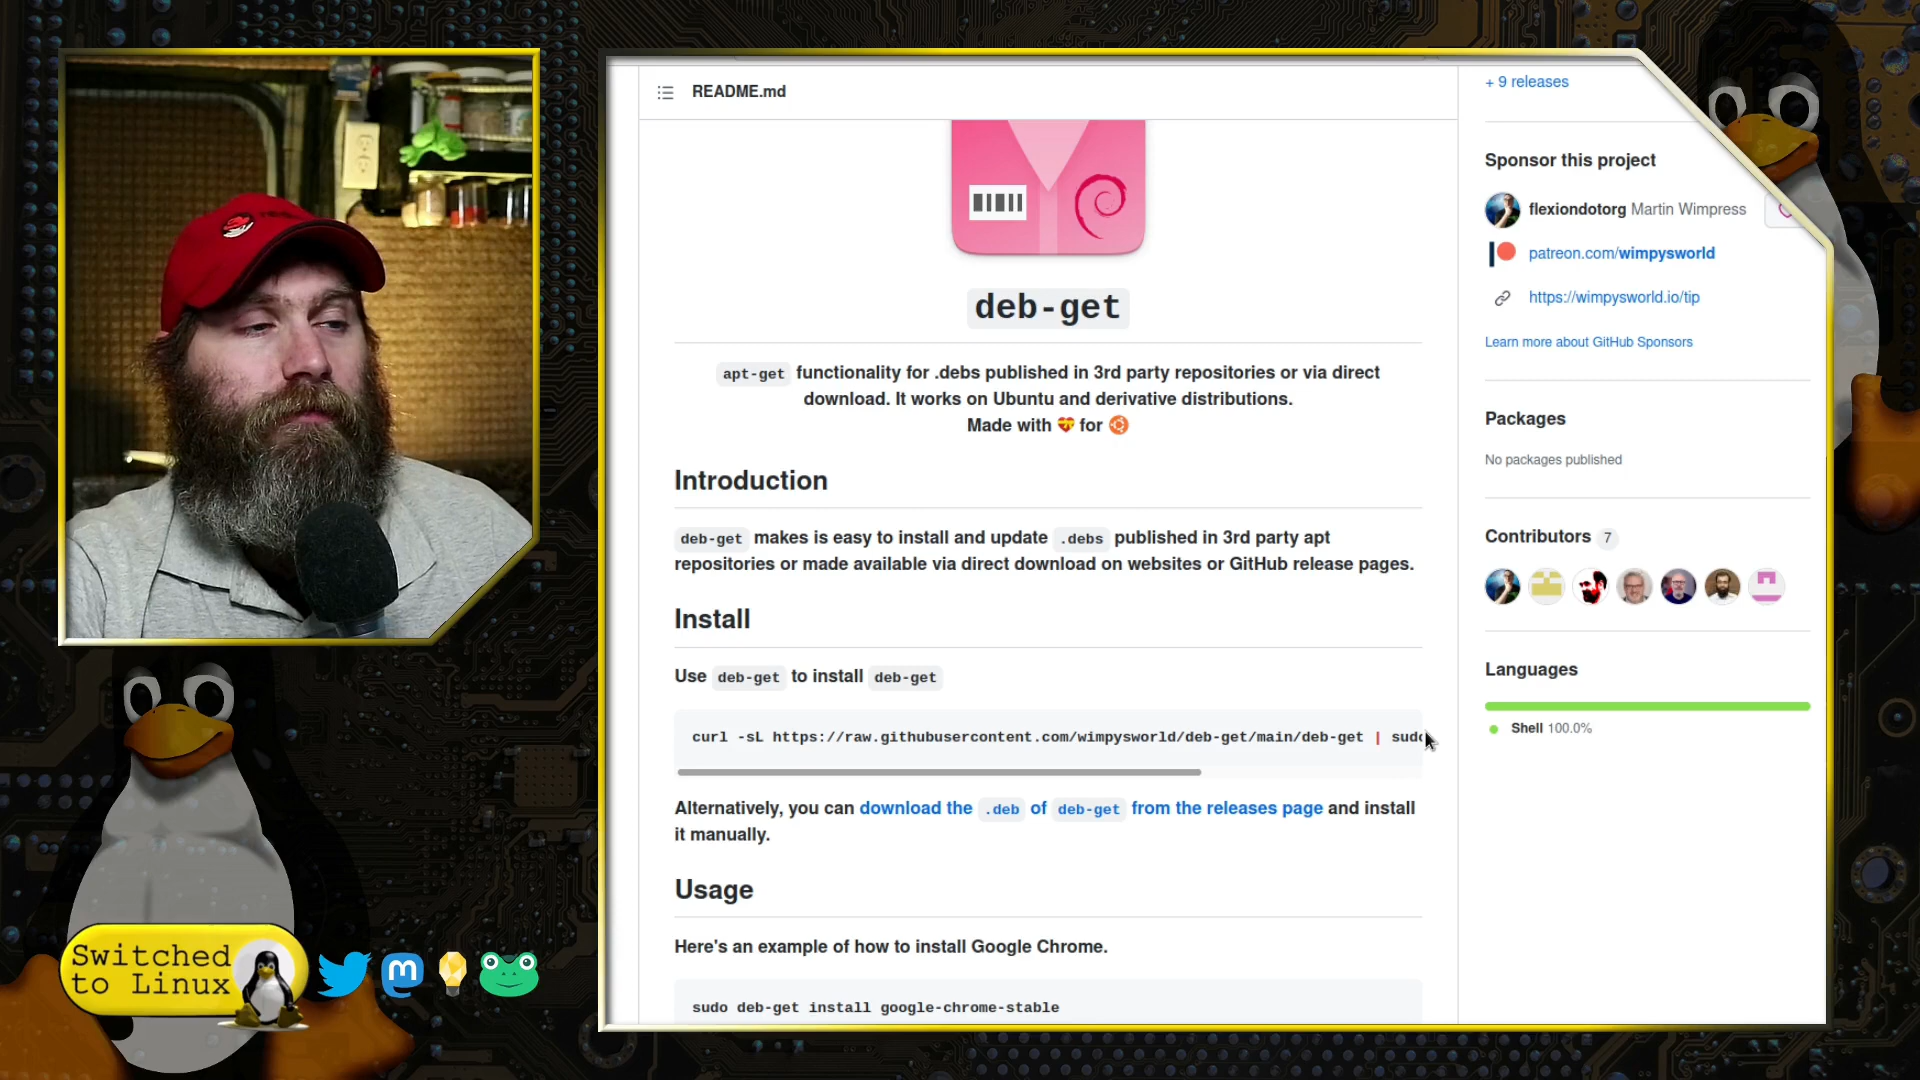 README.md
deb-get
apt-get functionality for .debs published in 3rd party repositories or via direct
download. It works on Ubuntu and derivative distributions.
Made with 💝 for
Introduction
deb-get makes is easy to install and update .debs published in 3rd party apt
repositories or made available via direct download on websites or GitHub release pages.
Install
Use deb-get to install deb-get
curl -sL https://raw.githubusercontent.com/wimpysworld/deb-get/main/deb-get | sudo
Alternatively, you can download the .deb of deb-get from the releases page and install
it manually.
Usage
Here's an example of how to install Google Chrome.
sudo deb-get install google-chrome-stable
+ 9 releases
Sponsor this project
flexiondotorg Martin Wimpress
patreon.com/wimpysworld
https://wimpysworld.io/tip
Learn more about GitHub Sponsors
Packages
No packages published
Contributors 7
Languages
Shell 100.0%
Switched
to Linux